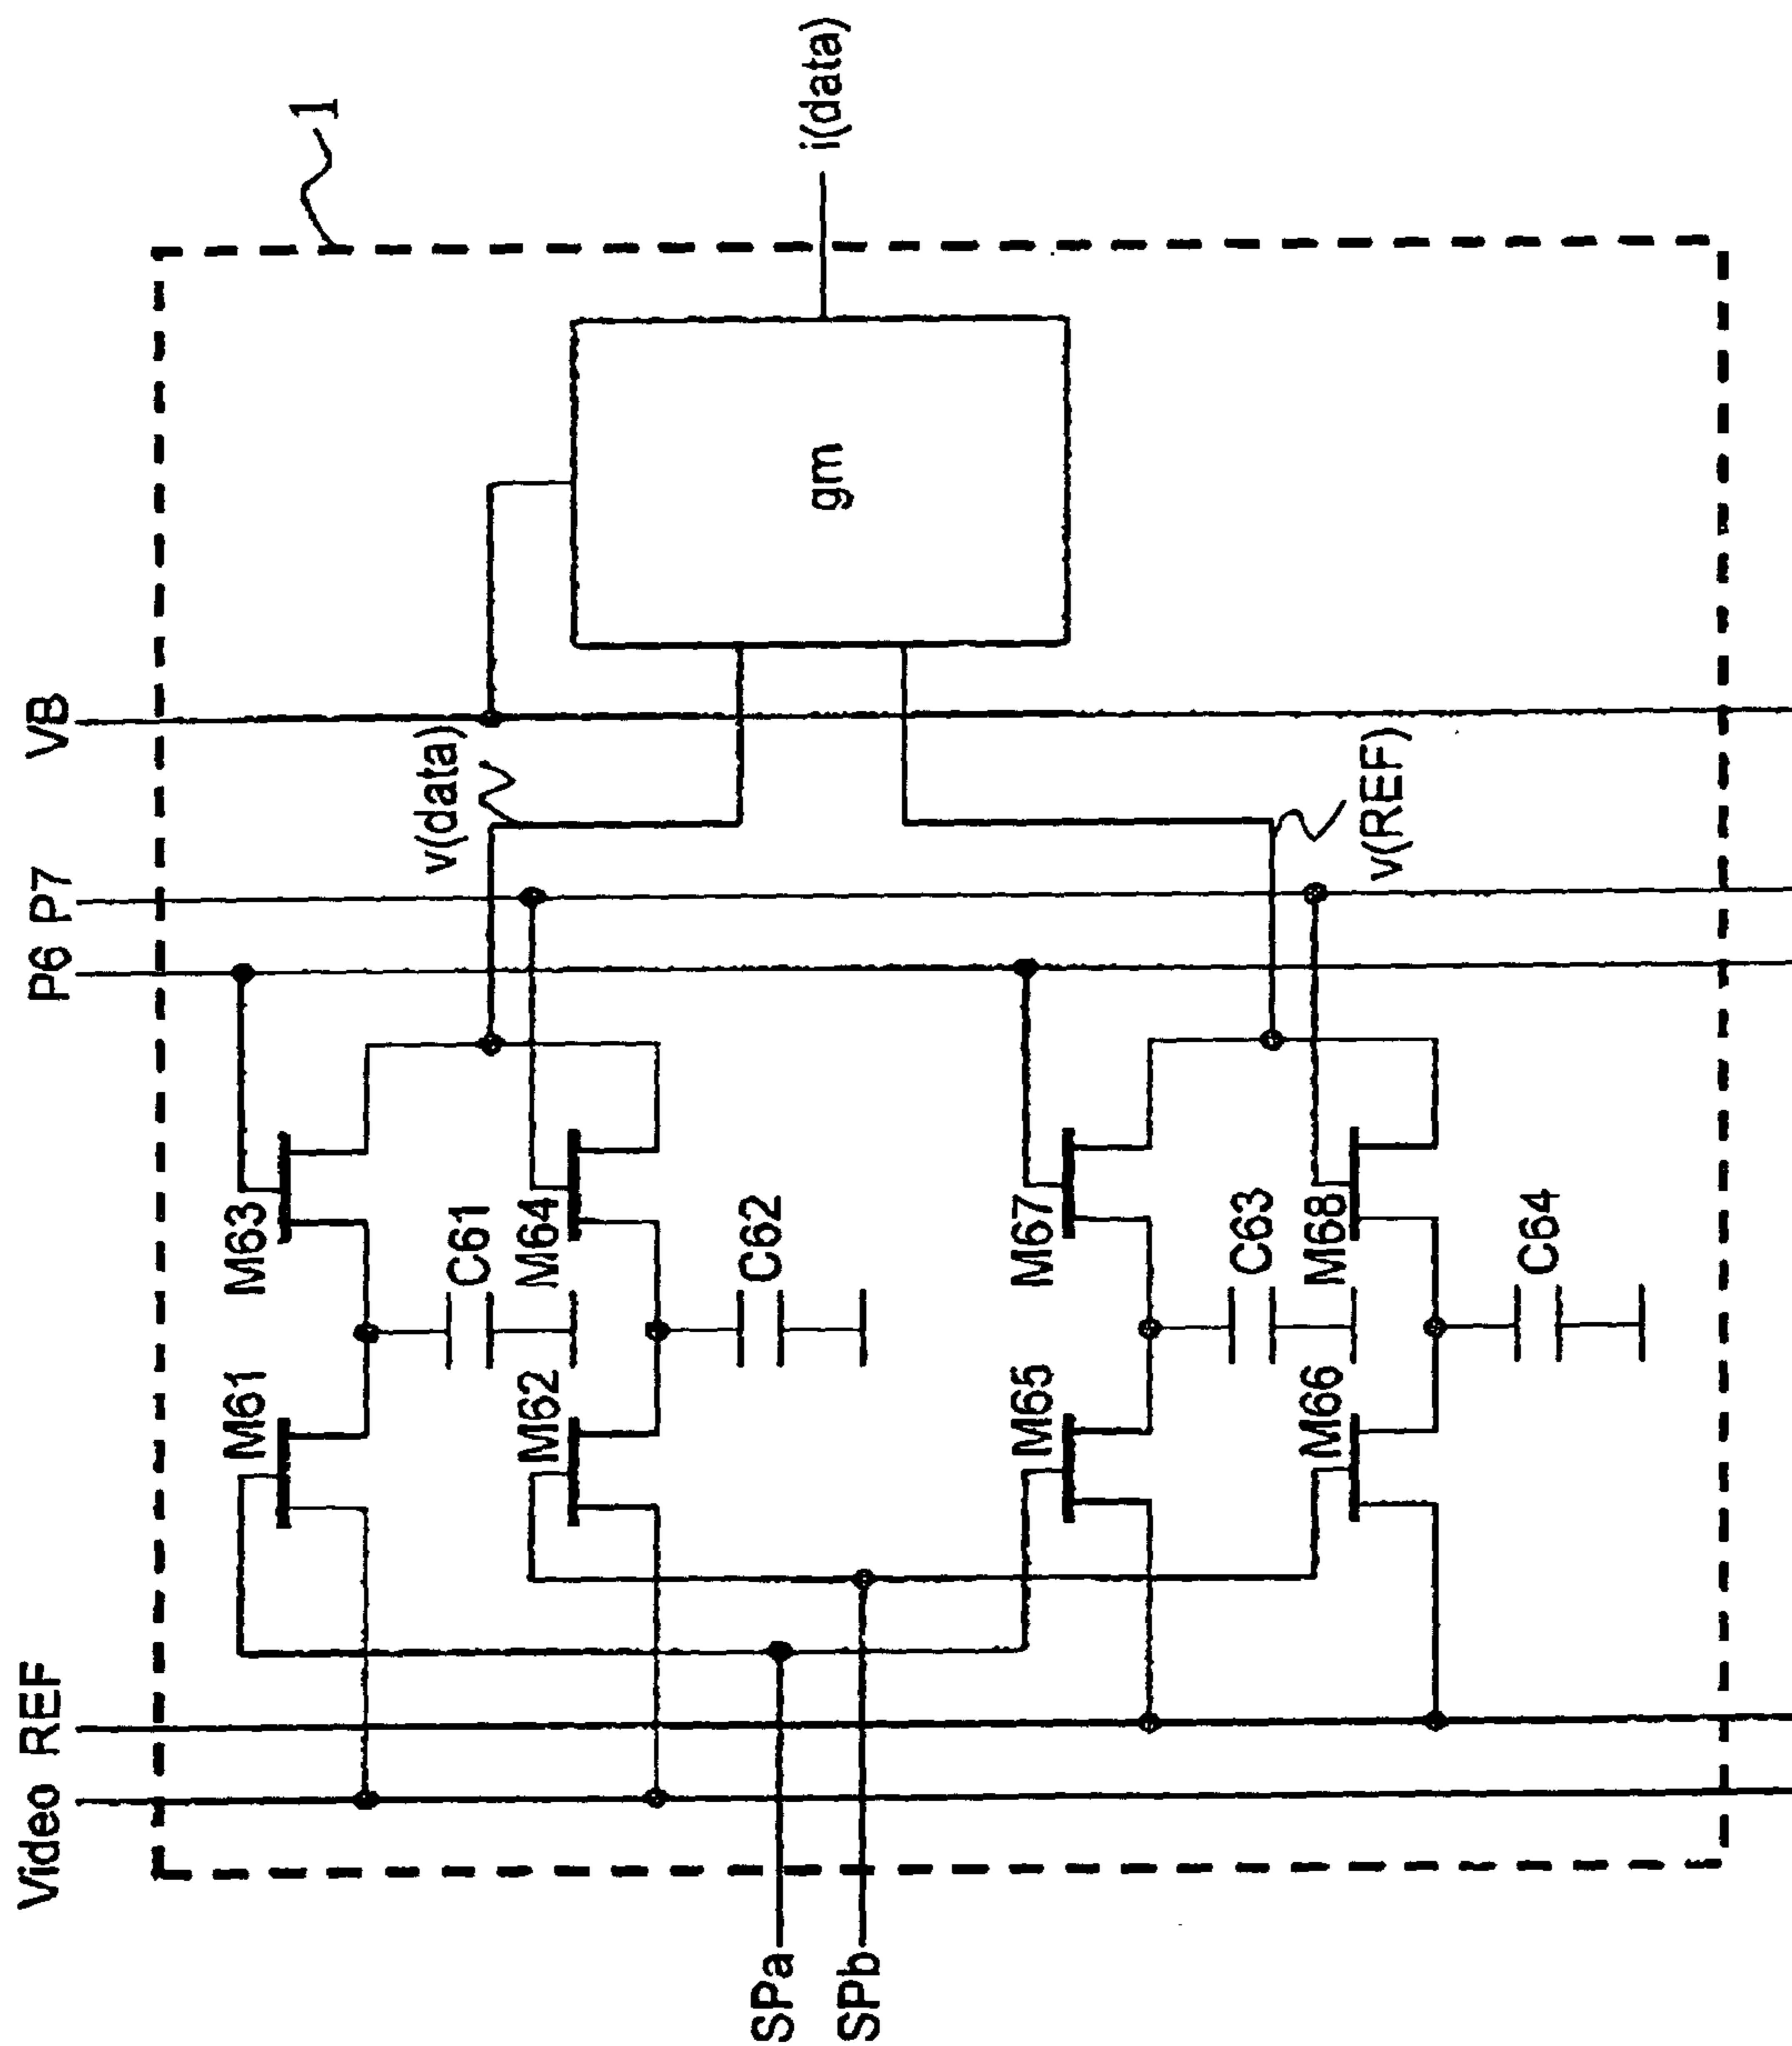 Video
REF
P6
P7
VB
1
SPa
SPb
M61
M63
C61
M62
M64
C62
M65
M67
C63
M66
M68
C64
v(data)
v(REF)
gm
i(data)